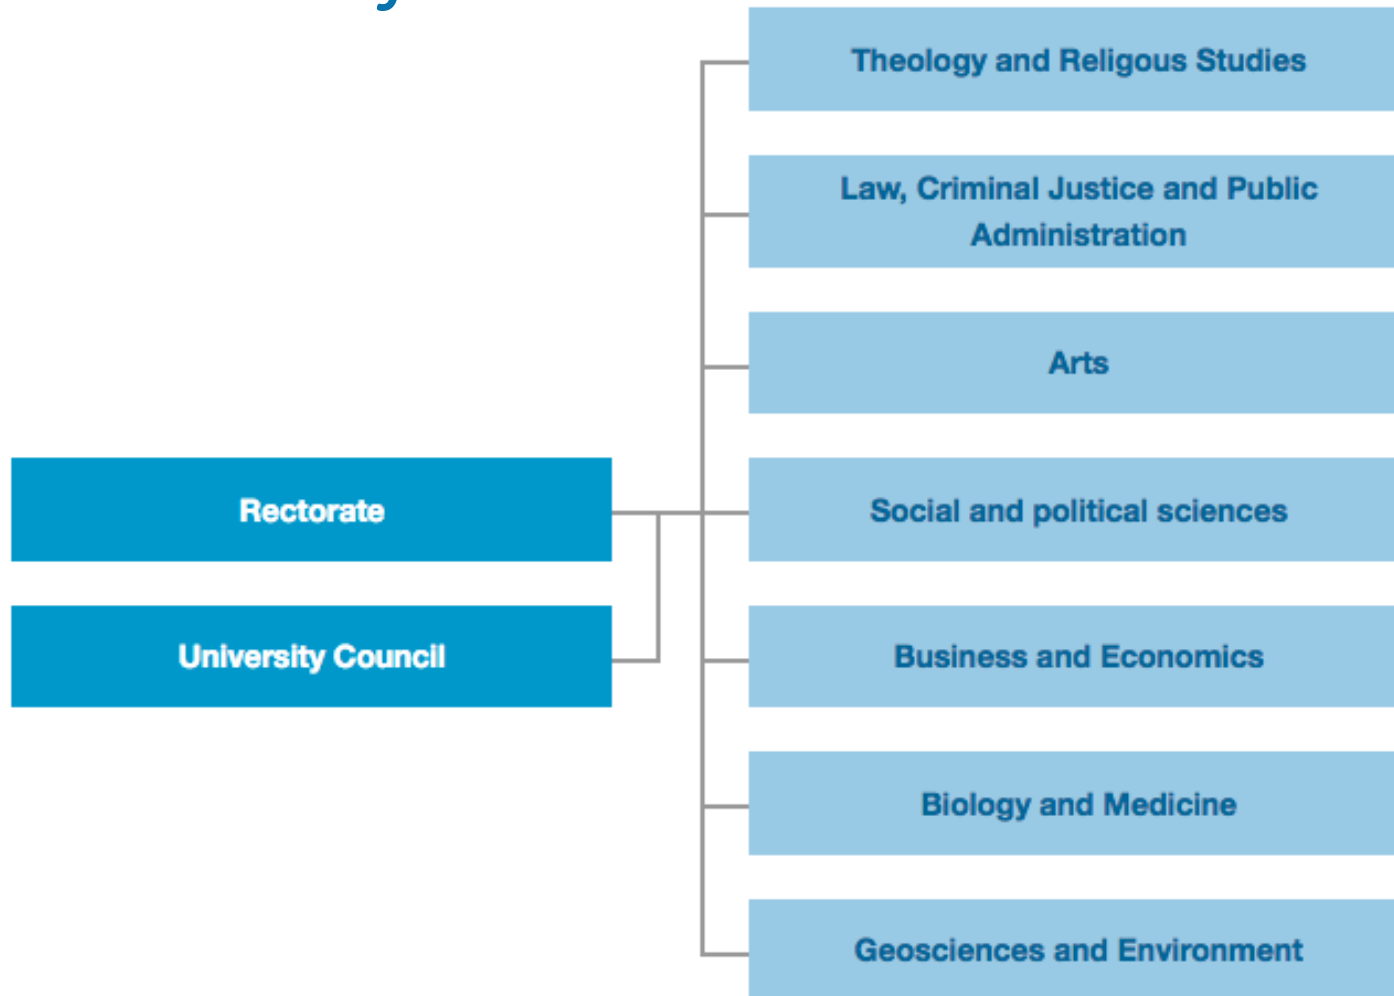 Theology and Religous Studies
Law, Criminal Justice and Public
Administration
Arts
Rectorate
Social and political sciences
University Council
Business and Economics
Biology and Medicine
Geosciences and Environment